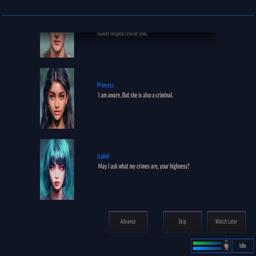 Isabel helped rescue you.
Princess
I am aware. But she is also a criminal.
Isabel
May I ask what my crimes are, your highness?
Advance
Skip
Watch Later
Idle